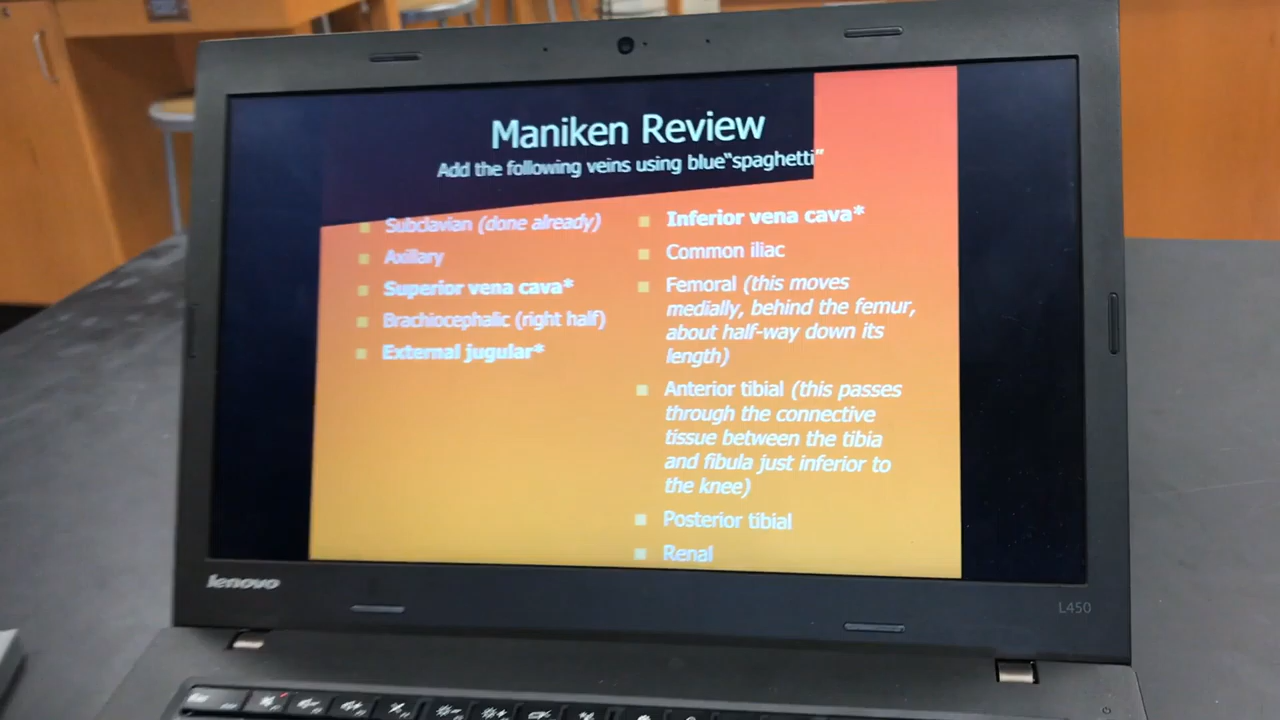 Maniken Review
Add the following veins using blue"spaghetti"
Subclavian (done already)
Axillary
Superior vena cava*
Brachiocephalic (right half)
External jugular*
Inferior vena cava*
Common iliac
Femoral (this moves
medially, behind the femur,
about half-way down its
length)
Anterior tibial (this passes
through the connective
tissue between the tibia
and fibula just inferior to
the knee)
Posterior tibial
Renal
lenovo
L450